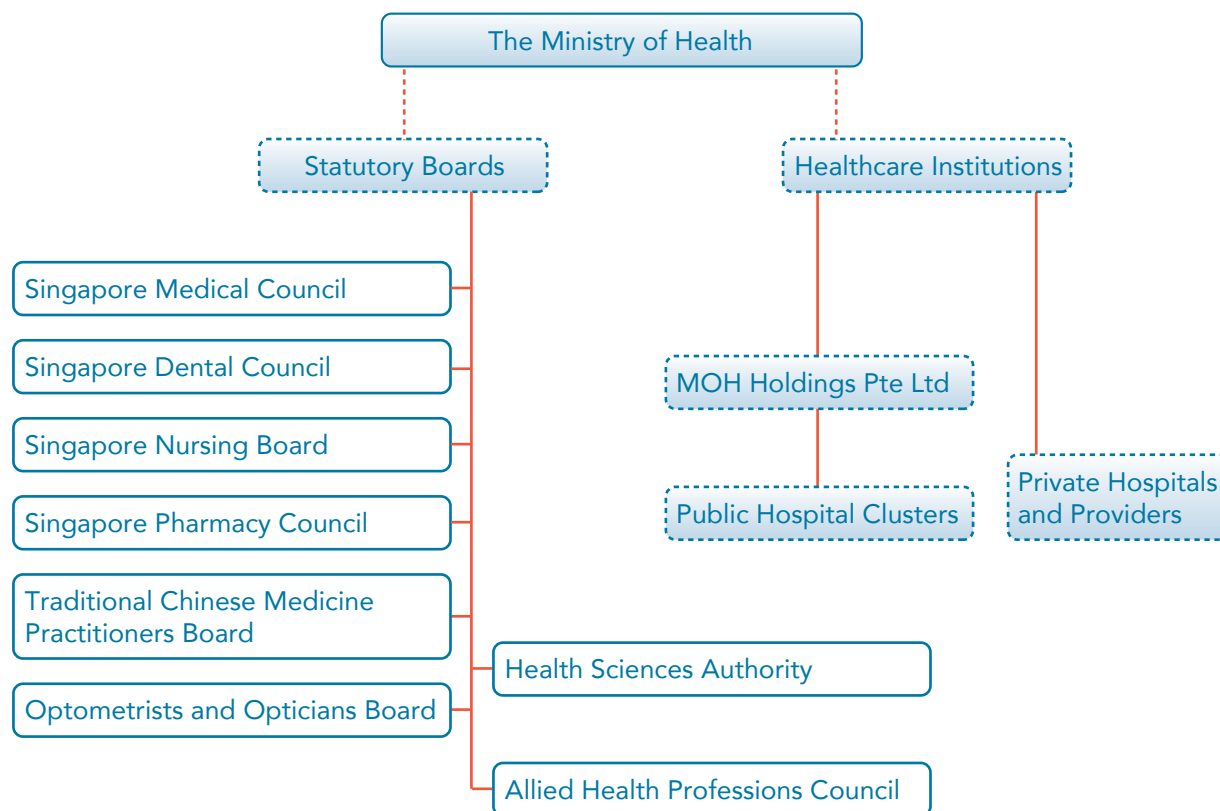 The Ministry of Health
Statutory Boards
Healthcare Institutions
Singapore Medical Council
Singapore Dental Council
Singapore Nursing Board
Singapore Pharmacy Council
Traditional Chinese Medicine
Practitioners Board
Optometrists and Opticians Board
Health Sciences Authority
Allied Health Professions Council
MOH Holdings Pte Ltd
Public Hospital Clusters
Private Hospitals
and Providers